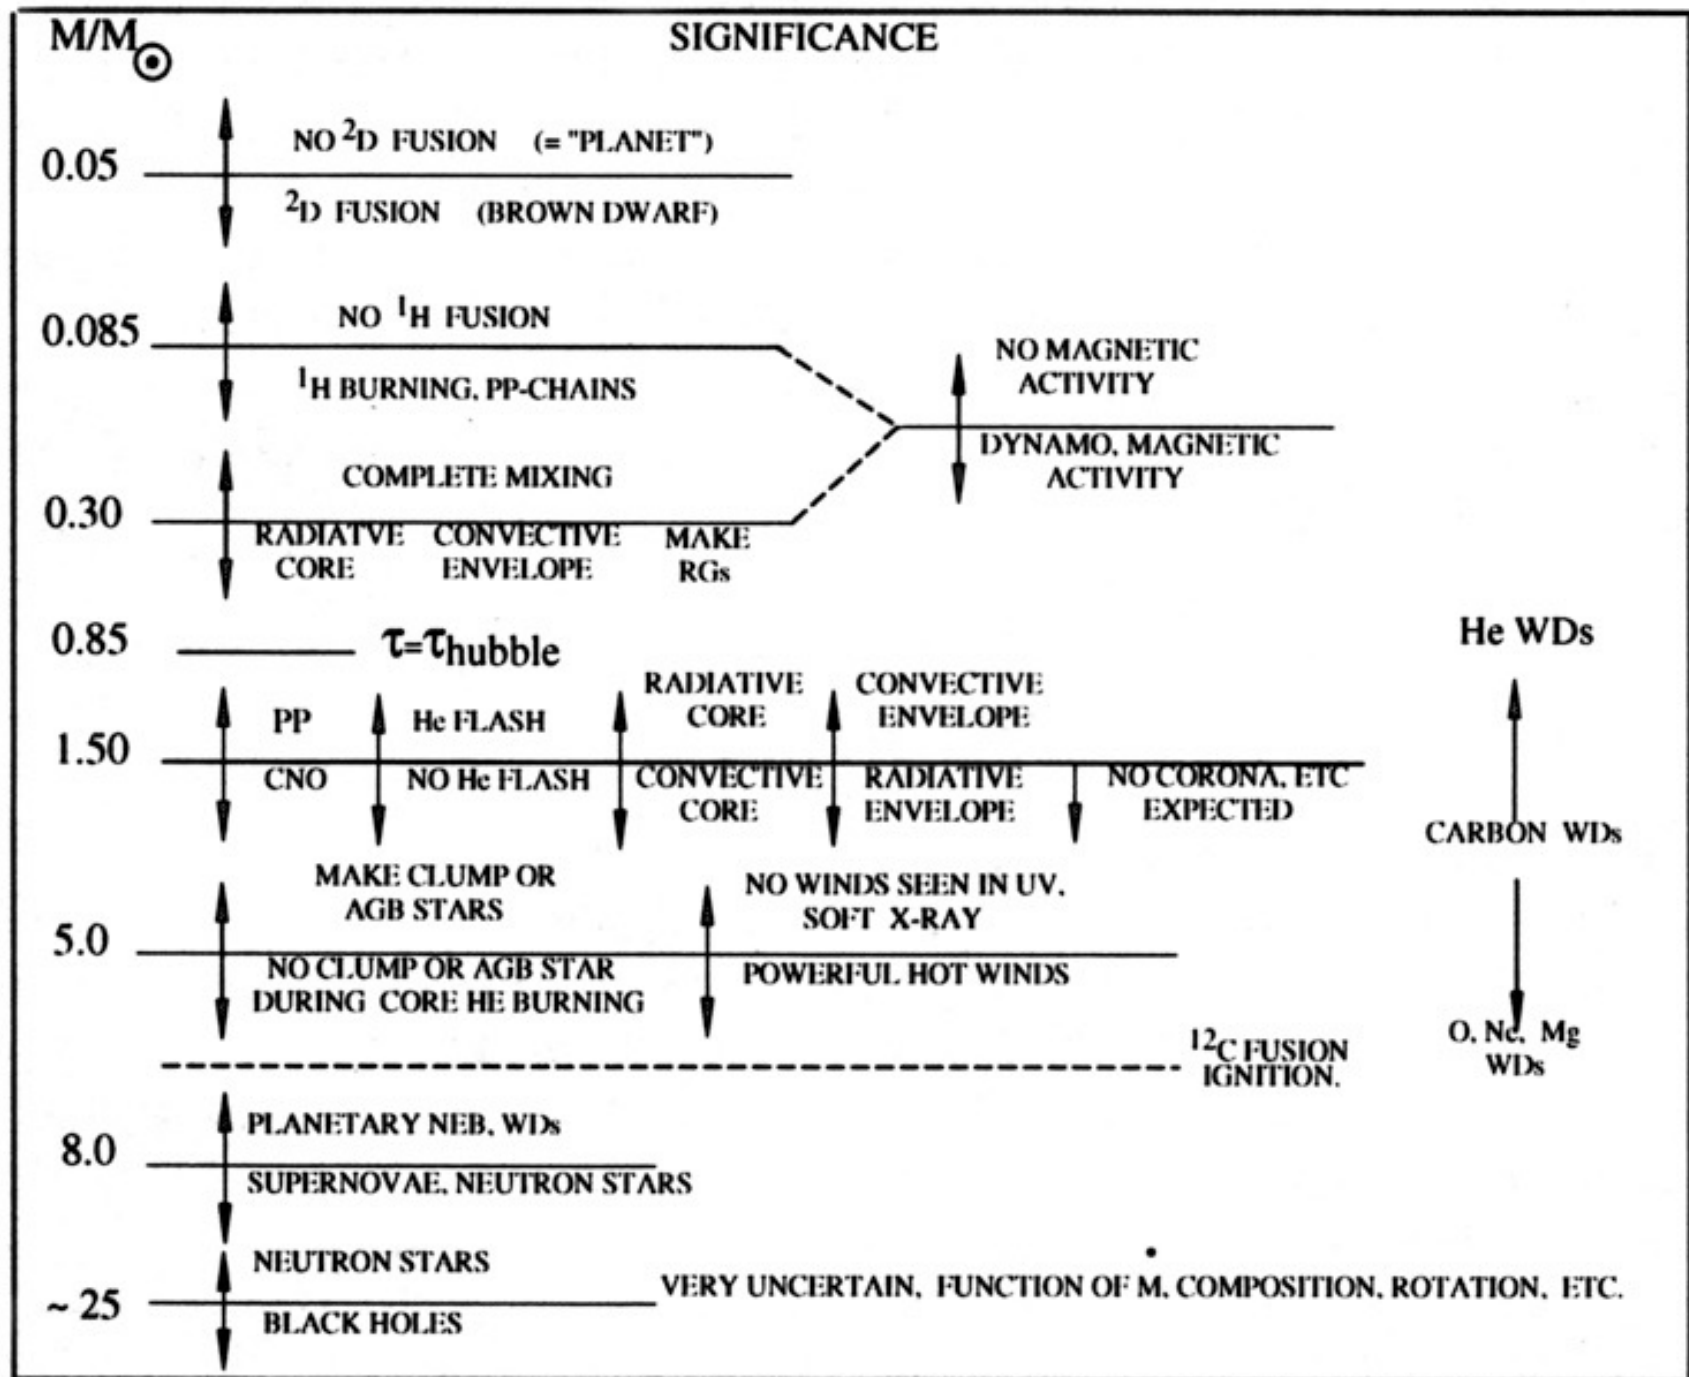 M/M☉ SIGNIFICANCE
NO ²D FUSION (= "PLANET")
0.05
²D FUSION (BROWN DWARF)
NO ¹H FUSION
0.085
¹H BURNING, PP-CHAINS
NO MAGNETIC
ACTIVITY
DYNAMO, MAGNETIC
ACTIVITY
COMPLETE MIXING
0.30
RADIATVE CONVECTIVE MAKE
CORE ENVELOPE RGs
0.85
τ=τhubble
He WDs
RADIATIVE CONVECTIVE
PP He FLASH CORE ENVELOPE
1.50
CNO NO He FLASH CONVECTIVE RADIATIVE NO CORONA, ETC
CORE ENVELOPE EXPECTED
CARBON WDs
MAKE CLUMP OR NO WINDS SEEN IN UV,
AGB STARS SOFT X-RAY
5.0
NO CLUMP OR AGB STAR POWERFUL HOT WINDS
DURING CORE HE BURNING
¹²C FUSION
IGNITION.
O, Ne, Mg
WDs
PLANETARY NEB, WDs
8.0
SUPERNOVAE, NEUTRON STARS
NEUTRON STARS
~ 25 VERY UNCERTAIN, FUNCTION OF Ṁ, COMPOSITION, ROTATION, ETC.
BLACK HOLES